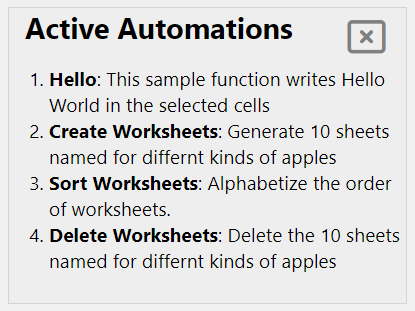 Active Automations
1. Hello: This sample function writes Hello
World in the selected cells
2. Create Worksheets: Generate 10 sheets
named for differnt kinds of apples
3. Sort Worksheets: Alphabetize the order
of worksheets.
4. Delete Worksheets: Delete the 10 sheets
named for differnt kinds of apples